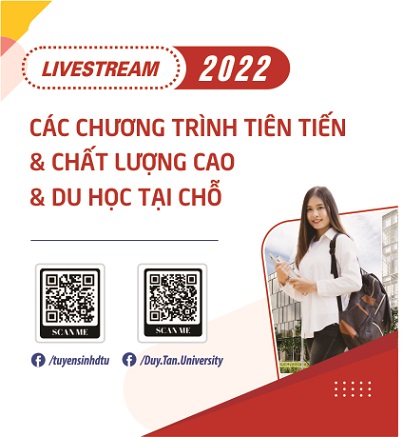 LIVESTREAM 2022
CÁC CHƯƠNG TRÌNH TIÊN TIẾN
& CHẤT LƯỢNG CAO
& DU HỌC TẠI CHỖ
SCAN ME SCAN ME
/tuyensinhdtu /Duy.Tan.University